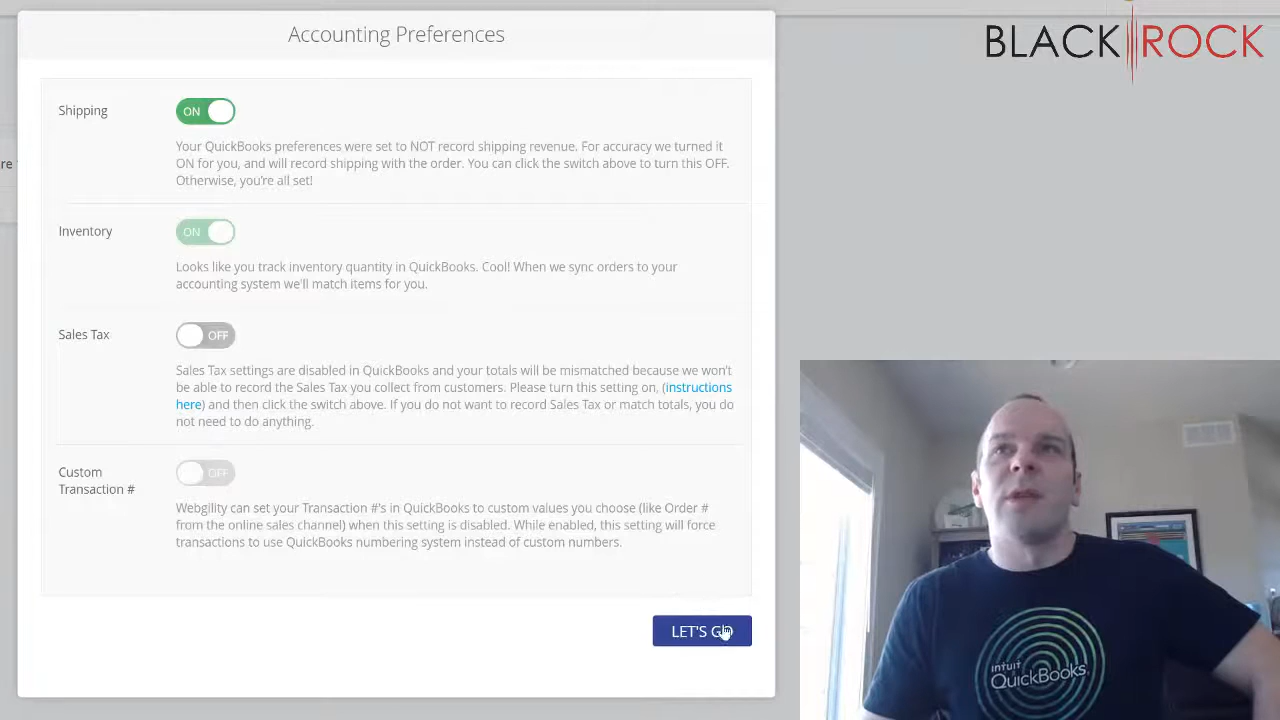 BLACK ROCK
Accounting Preferences
Shipping
ON
Your QuickBooks preferences were set to NOT record shipping revenue. For accuracy we turned it
ON for you, and will record shipping with the order. You can click the switch above to turn this OFF.
Otherwise, you're all set!
Inventory
ON
Looks like you track inventory quantity in QuickBooks. Cool! When we sync orders to your
accounting system we'll match items for you.
Sales Tax
OFF
Sales Tax settings are disabled in QuickBooks and your totals will be mismatched because we won't
be able to record the Sales Tax you collect from customers. Please turn this setting on, (instructions
here) and then click the switch above. If you do not want to record Sales Tax or match totals, you do
not need to do anything.
Custom
Transaction #
OFF
Webgility can set your Transaction #'s in QuickBooks to custom values you choose (like Order #
from the online sales channel) when this setting is disabled. While enabled, this setting will force
transactions to use QuickBooks numbering system instead of custom numbers.
LET'S GO
re
INTUIT
QuickBooks